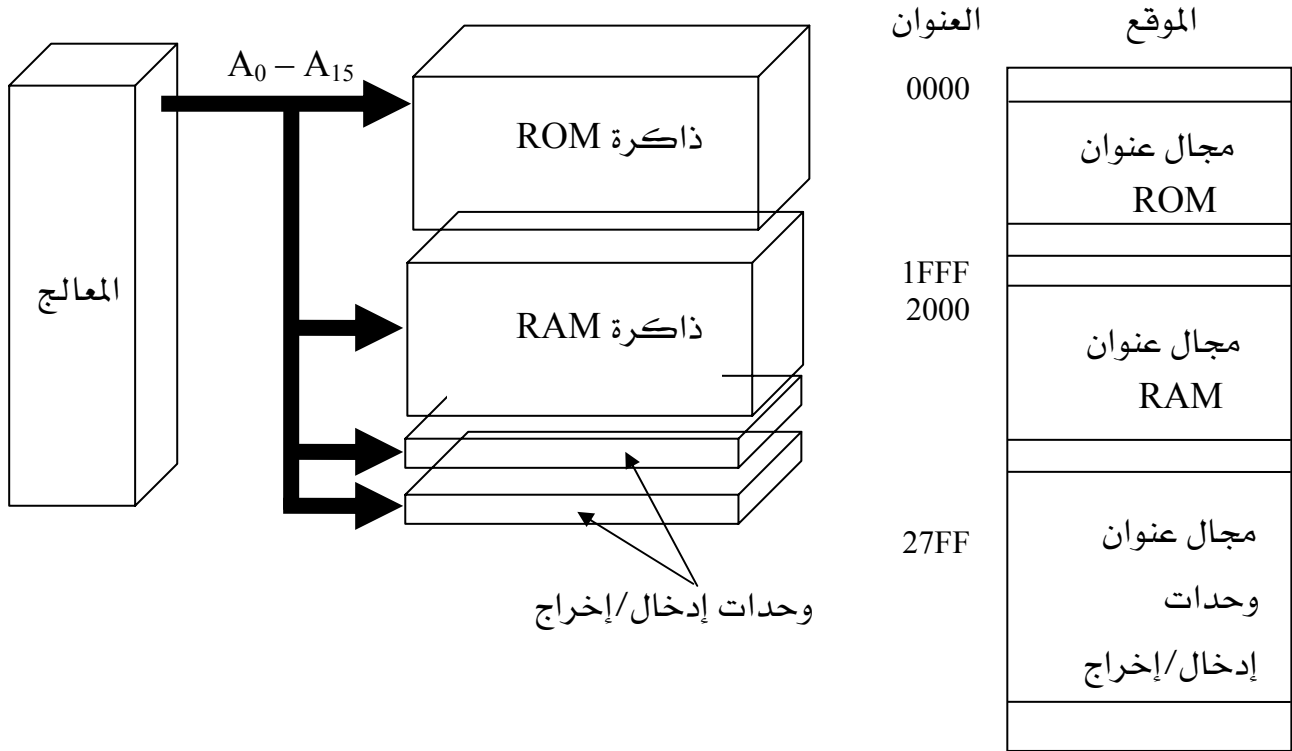 الموقع
العنوان
A0 – A15
0000
ذاكرة ROM
مجال عنوان
ROM
المعالج
1FFF
2000
ذاكرة RAM
مجال عنوان
RAM
27FF
مجال عنوان
وحدات
إدخال/إخراج
وحدات إدخال/إخراج